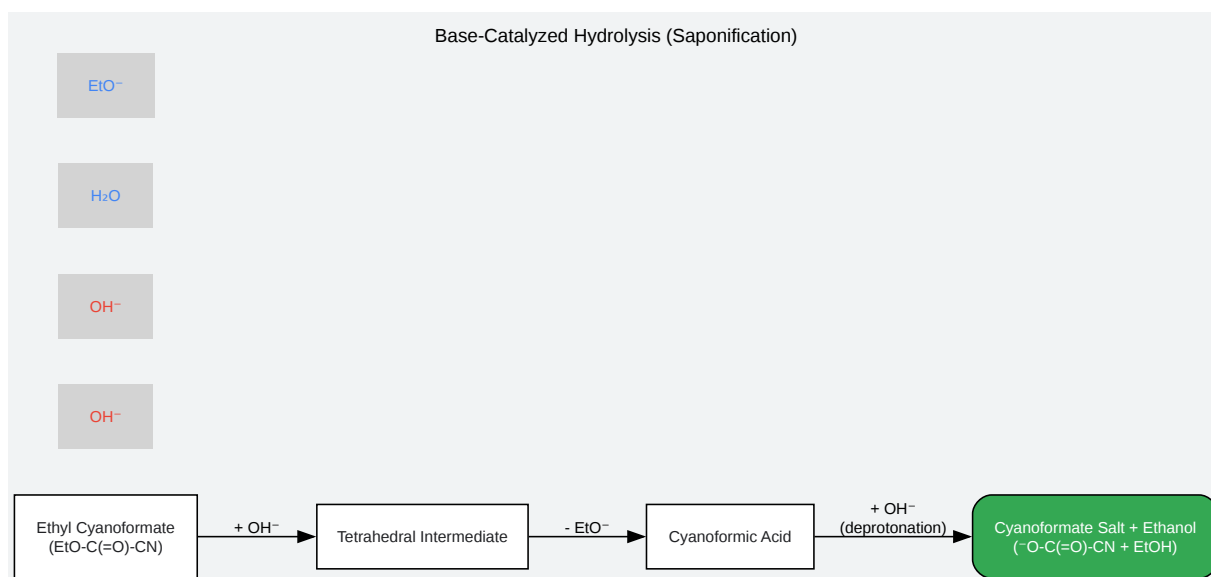 Base-Catalyzed Hydrolysis (Saponification)
EtO⁻
H₂O
OH⁻
OH⁻
Ethyl Cyanoformate
(EtO-C(=O)-CN)
+ OH⁻
Tetrahedral Intermediate
- EtO⁻
Cyanoformic Acid
+ OH⁻
(deprotonation)
Cyanoformate Salt + Ethanol
(⁻O-C(=O)-CN + EtOH)